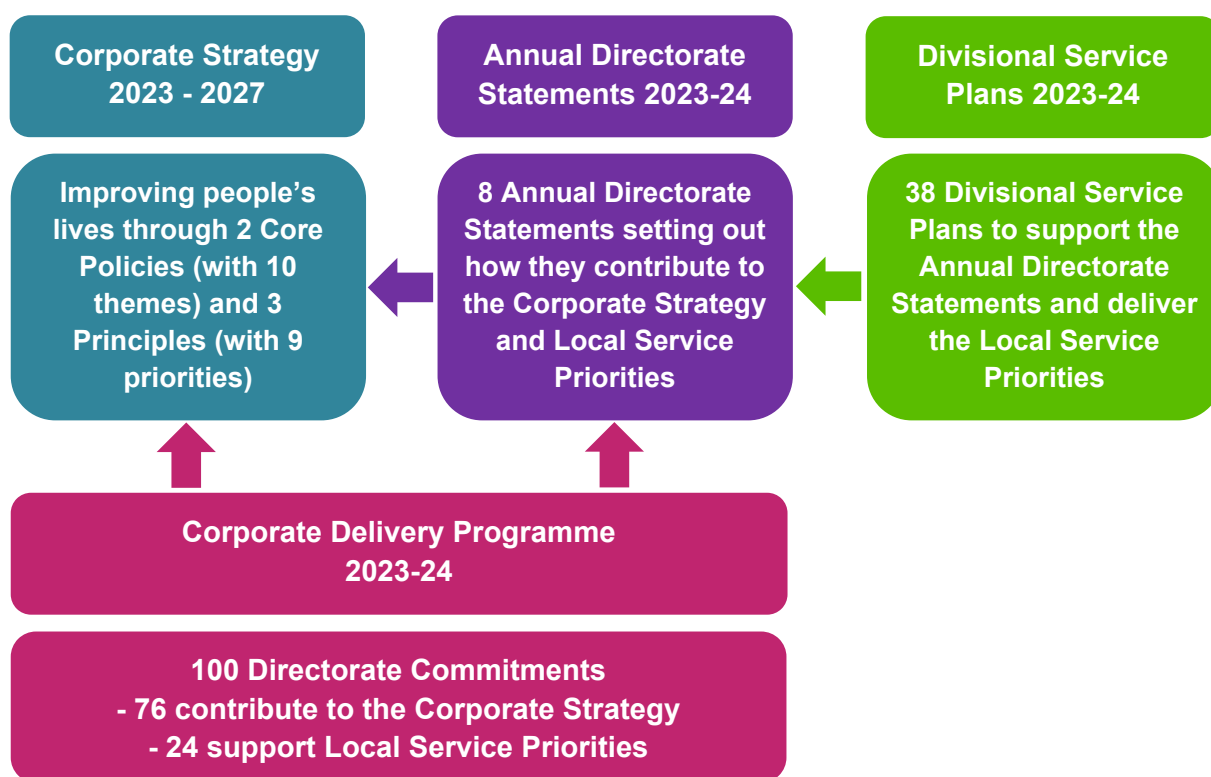 Corporate Strategy
2023 - 2027
Annual Directorate
Statements 2023-24
Divisional Service
Plans 2023-24
Improving people’s
lives through 2 Core
Policies (with 10
themes) and 3
Principles (with 9
priorities)
8 Annual Directorate
Statements setting out
how they contribute to
the Corporate Strategy
and Local Service
Priorities
38 Divisional Service
Plans to support the
Annual Directorate
Statements and deliver
the Local Service
Priorities
Corporate Delivery Programme
2023-24
100 Directorate Commitments
- 76 contribute to the Corporate Strategy
- 24 support Local Service Priorities